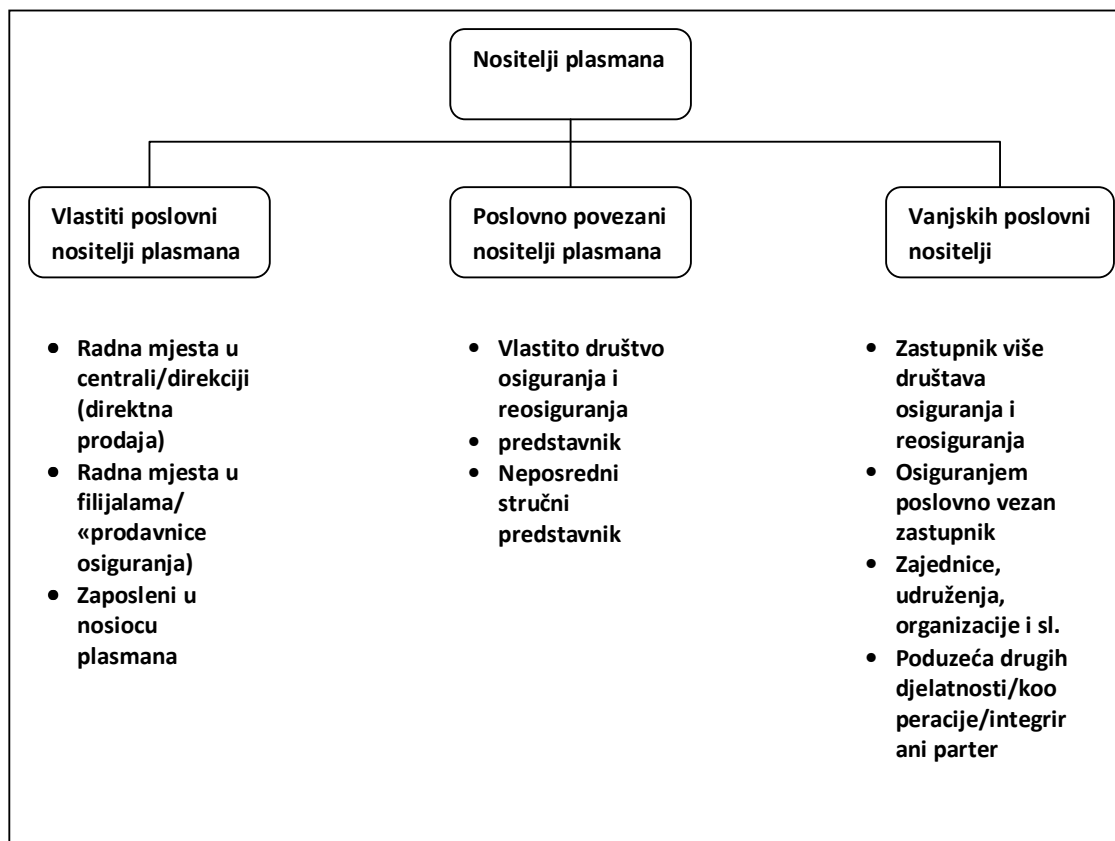 Nositelji plasmana
Vlastiti poslovni
nositelji plasmana
Poslovno povezani
nositelji plasmana
Vanjskih poslovni
nositelji
• Radna mjesta u
centrali/direkciji
(direktna
prodaja)
• Radna mjesta u
filijalama/
«prodavnice
osiguranja)
• Zaposleni u
nosiocu
plasmana
• Vlastito društvo
osiguranja i
reosiguranja
• predstavnik
• Neposredni
stručni
predstavnik
• Zastupnik više
društava
osiguranja i
reosiguranja
• Osiguranjem
poslovno vezan
zastupnik
• Zajednice,
udruženja,
organizacije i sl.
• Poduzeća drugih
djelatnosti/koo
peracije/integrir
ani parter